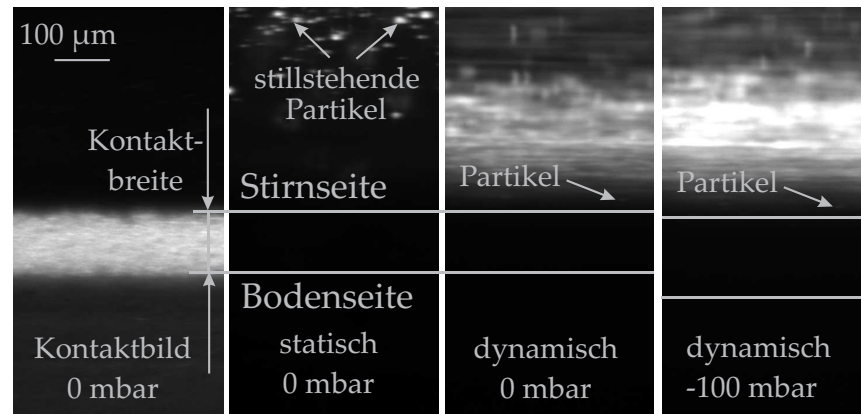 100 µm
Kontakt-
breite
Kontaktbild
0 mbar
stillstehende
Partikel
Stirnseite
Bodenseite
statisch
0 mbar
Partikel
dynamisch
0 mbar
Partikel
dynamisch
-100 mbar